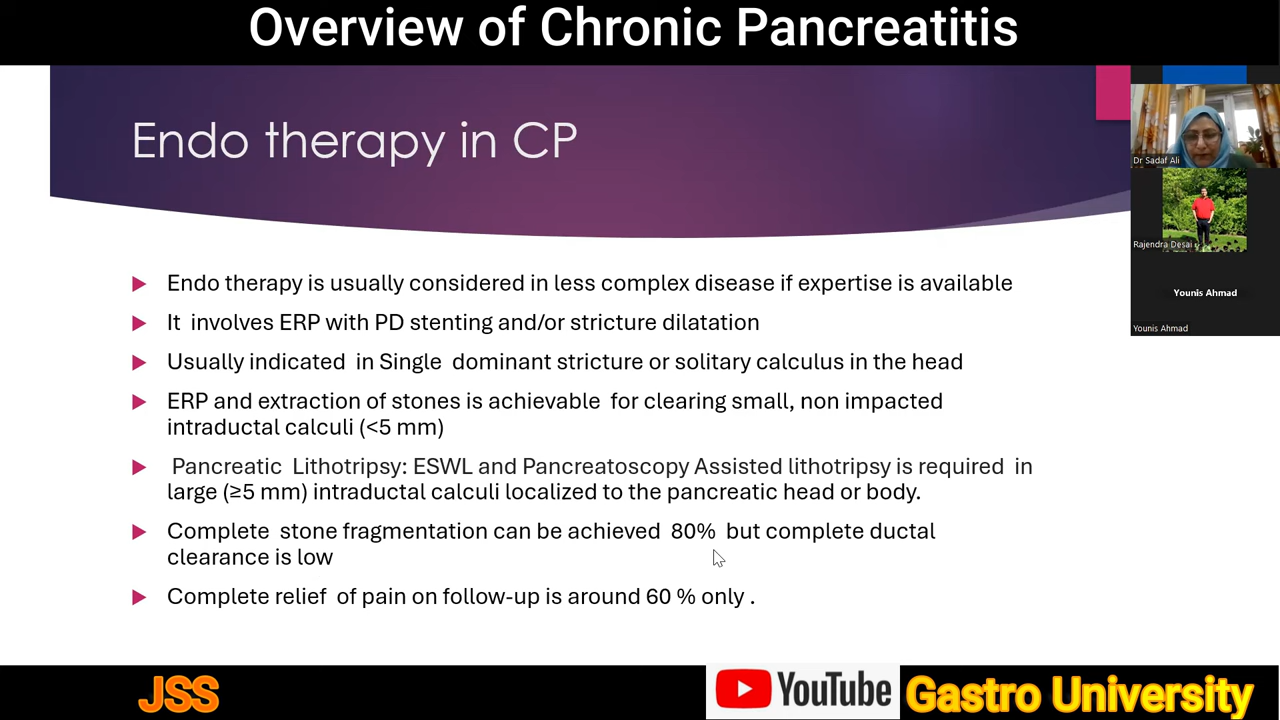 Overview of Chronic Pancreatitis
Endo therapy in CP
Endo therapy is usually considered in less complex disease if expertise is available
It involves ERP with PD stenting and/or stricture dilatation
Usually indicated in Single dominant stricture or solitary calculus in the head
ERP and extraction of stones is achievable for clearing small, non impacted
intraductal calculi (<5 mm)
Pancreatic Lithotripsy: ESWL and Pancreatoscopy Assisted lithotripsy is required in
large (≥5 mm) intraductal calculi localized to the pancreatic head or body.
Complete stone fragmentation can be achieved 80% but complete ductal
clearance is low
Complete relief of pain on follow-up is around 60 % only .
Dr Sadaf Ali
Rajendra Desai
Younis Ahmad
Younis Ahmad
JSS
YouTube
Gastro University